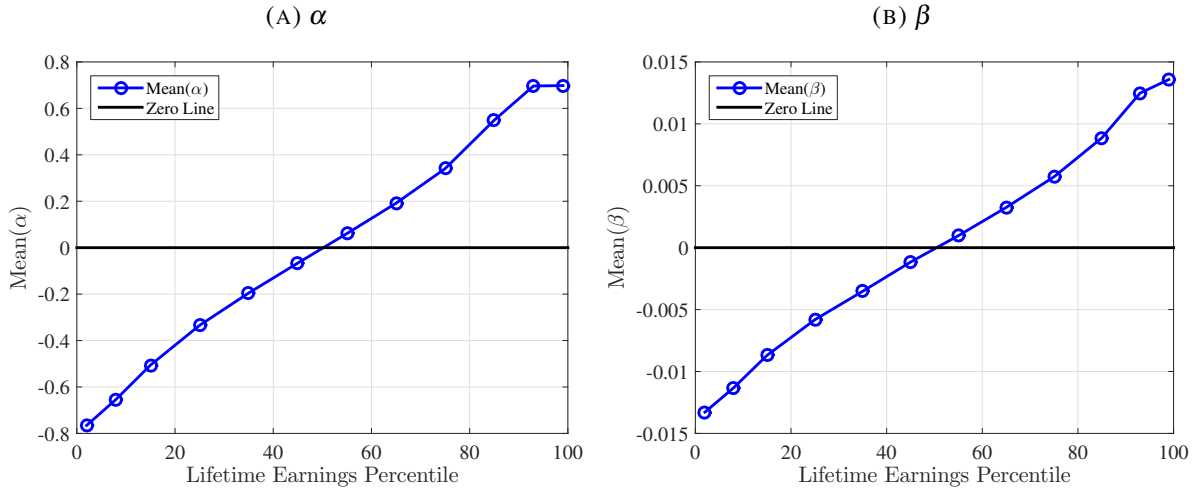 (A) α
Mean(α)
Zero Line
0.8
0.6
0.4
0.2
0
-0.2
-0.4
-0.6
-0.8
Mean(α)
0 20 40 60 80 100
Lifetime Earnings Percentile
(B) β
Mean(β)
Zero Line
0.015
0.01
0.005
0
-0.005
-0.01
-0.015
Mean(β)
0 20 40 60 80 100
Lifetime Earnings Percentile